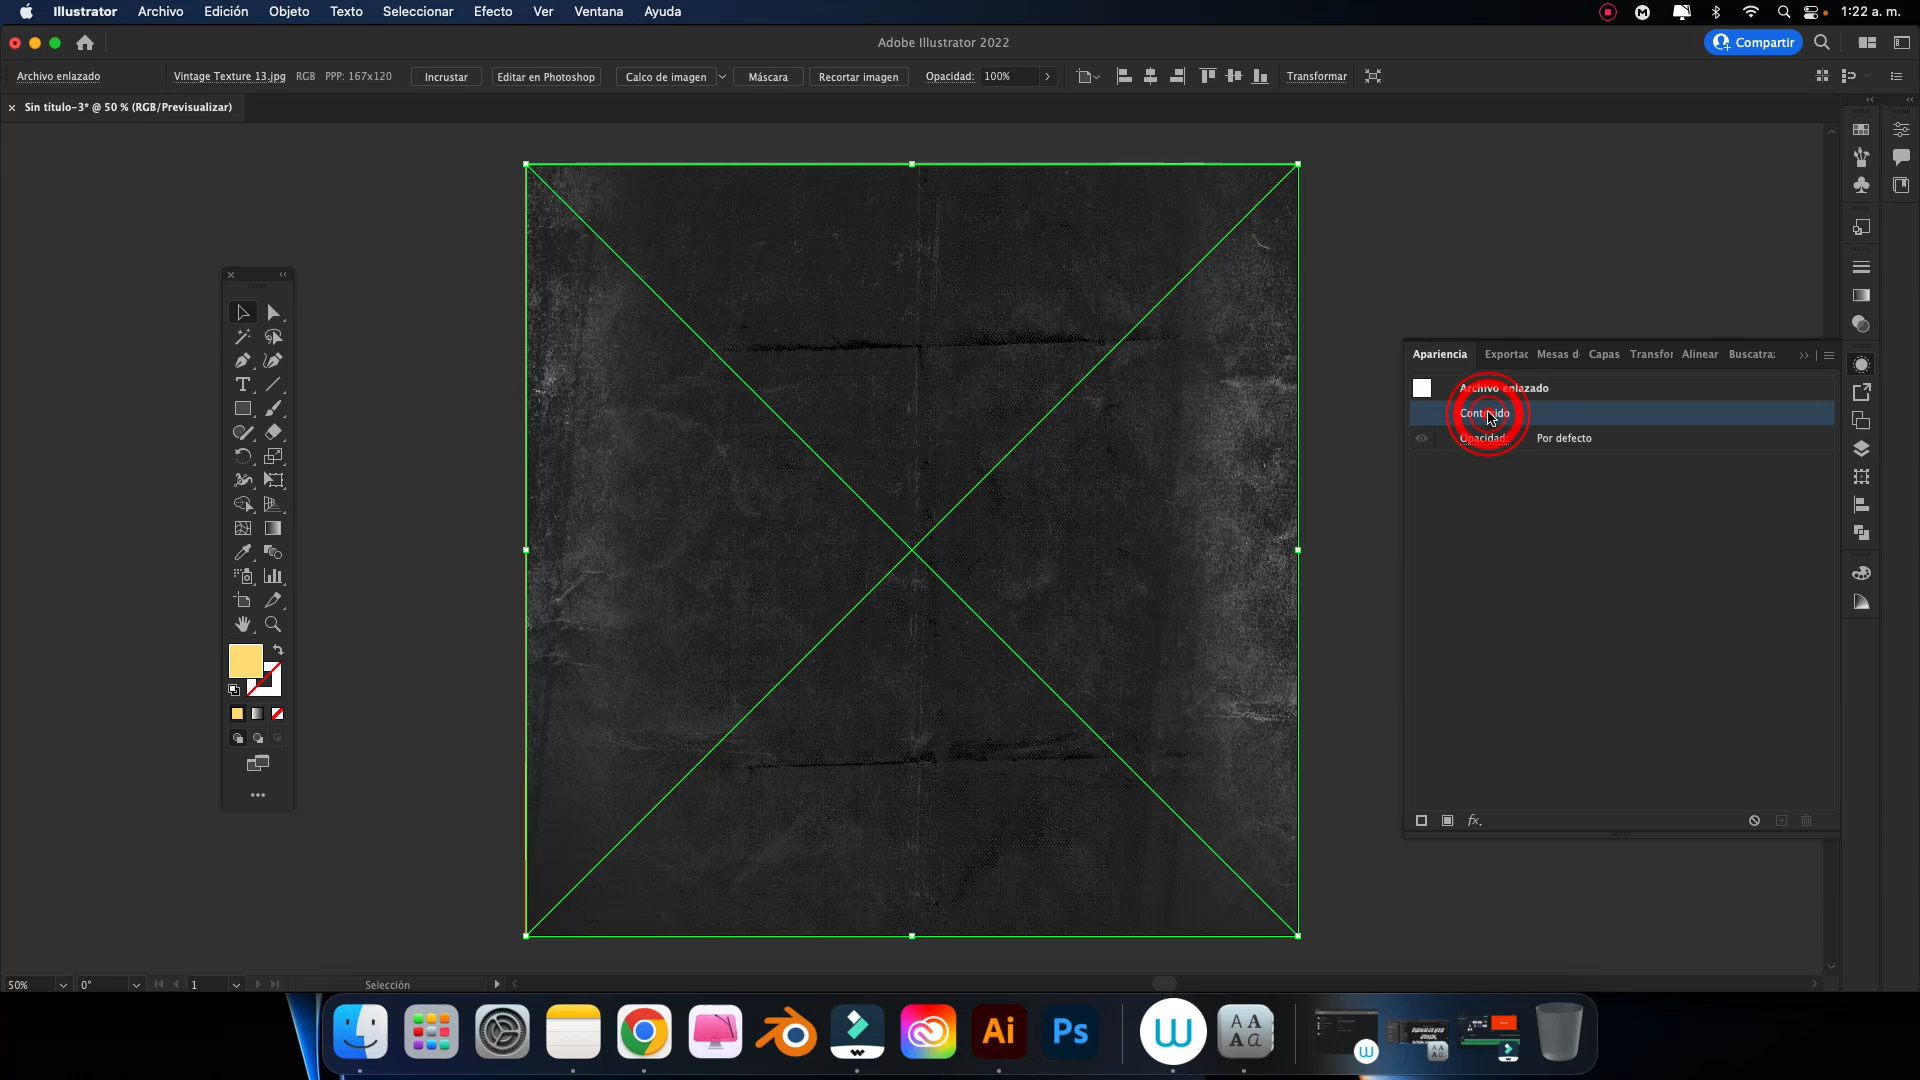 Illustrator Archivo Edición Objeto Texto Seleccionar Efecto Ver Ventana Ayuda 1:22 a. m.
Adobe Illustrator 2022 Compartir
Archivo enlazado Vintage Texture 13.jpg RGB PPP: 167x120 Incrustar Editar en Photoshop Calco de imagen Máscara Recortar imagen Opacidad: 100% Transformar
Sin título-3* @ 50 % (RGB/Previsualizar)
Apariencia Exportac Mesas d Capas Transfor Alinear Buscatra:
Archivo enlazado
Contenido
Opacidad: Por defecto
fx.
50% 0° 1 Selección
Ai Ps